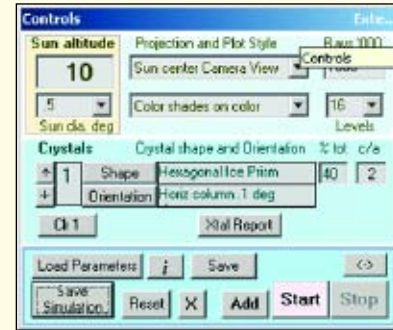 Controls
Sun altitude Projection and Plot Style Rays 1000
10 Sun center Camera View Controls
.5 Color shades on color 16
Sun dia. deg Levels
Crystals Crystal shape and Orientation % tot c/a
1 Shape Hexagonal Ice Prism 40 2
Orientation Horiz column. 1 deg
Xtal Report
Load Parameters i Save <->
Save
Simulation Reset X Add Start Stop